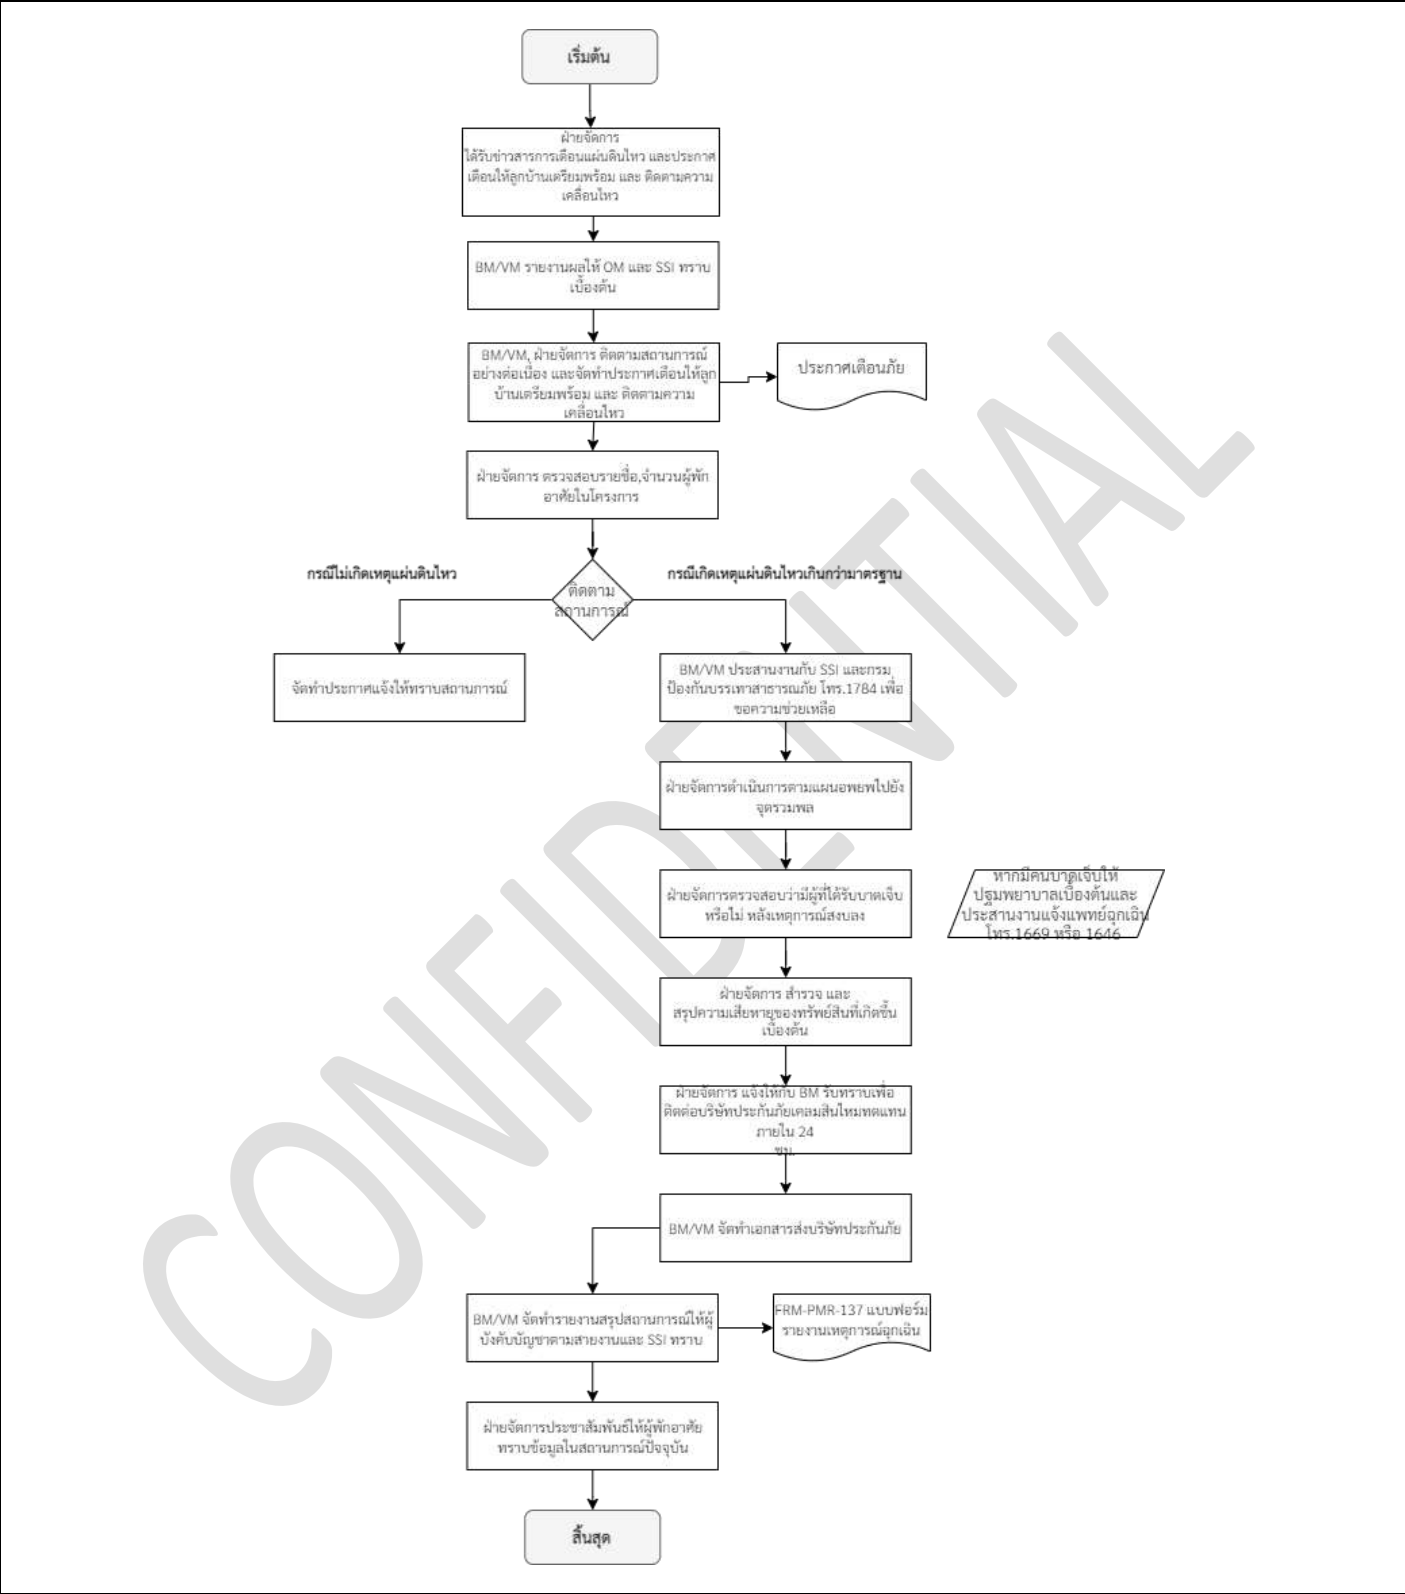 เริ่มต้น
ฝ่ายจัดการ
ได้รับข่าวสารการเตือนแผ่นดินไหว และประกาศ
เตือนให้ลูกบ้านเตรียมพร้อม และ ติดตามความ
เคลื่อนไหว
BM/VM รายงานผลให้ OM และ SSI ทราบ
เบื้องต้น
BM/VM, ฝ่ายจัดการ ติดตามสถานการณ์
อย่างต่อเนื่อง และจัดทำประกาศเตือนให้ลูก
บ้านเตรียมพร้อม และ ติดตามความ
เคลื่อนไหว
ประกาศเตือนภัย
ฝ่ายจัดการ ตรวจสอบรายชื่อ,จำนวนผู้พัก
อาศัยในโครงการ
กรณีไม่เกิดเหตุแผ่นดินไหว
กรณีเกิดเหตุแผ่นดินไหวเกินกว่ามาตรฐาน
ติดตาม
สถานการณ์
จัดทำประกาศแจ้งให้ทราบสถานการณ์
BM/VM ประสานงานกับ SSI และกรม
ป้องกันบรรเทาสาธารณภัย โทร.1784 เพื่อ
ขอความช่วยเหลือ
ฝ่ายจัดการดำเนินการตามแผนอพยพไปยัง
จุดรวมพล
ฝ่ายจัดการตรวจสอบว่ามีผู้ที่ได้รับบาดเจ็บ
หรือไม่ หลังเหตุการณ์สงบลง
หากมีคนบาดเจ็บให้
ปฐมพยาบาลเบื้องต้นและ
ประสานงานแจ้งแพทย์ฉุกเฉิน
โทร.1669 หรือ 1646
ฝ่ายจัดการ สำรวจ และ
สรุปความเสียหายของทรัพย์สินที่เกิดขึ้น
เบื้องต้น
ฝ่ายจัดการ แจ้งให้กับ BM รับทราบเพื่อ
ติดต่อบริษัทประกันภัยเคลมสินไหมทดแทน
ภายใน 24
ชม.
BM/VM จัดทำเอกสารส่งบริษัทประกันภัย
BM/VM จัดทำรายงานสรุปสถานการณ์ให้ผู้
บังคับบัญชาตามสายงานและ SSI ทราบ
FRM-PMR-137 แบบฟอร์ม
รายงานเหตุการณ์ฉุกเฉิน
ฝ่ายจัดการประชาสัมพันธ์ให้ผู้พักอาศัย
ทราบข้อมูลในสถานการณ์ปัจจุบัน
สิ้นสุด
CONFIDENTIAL